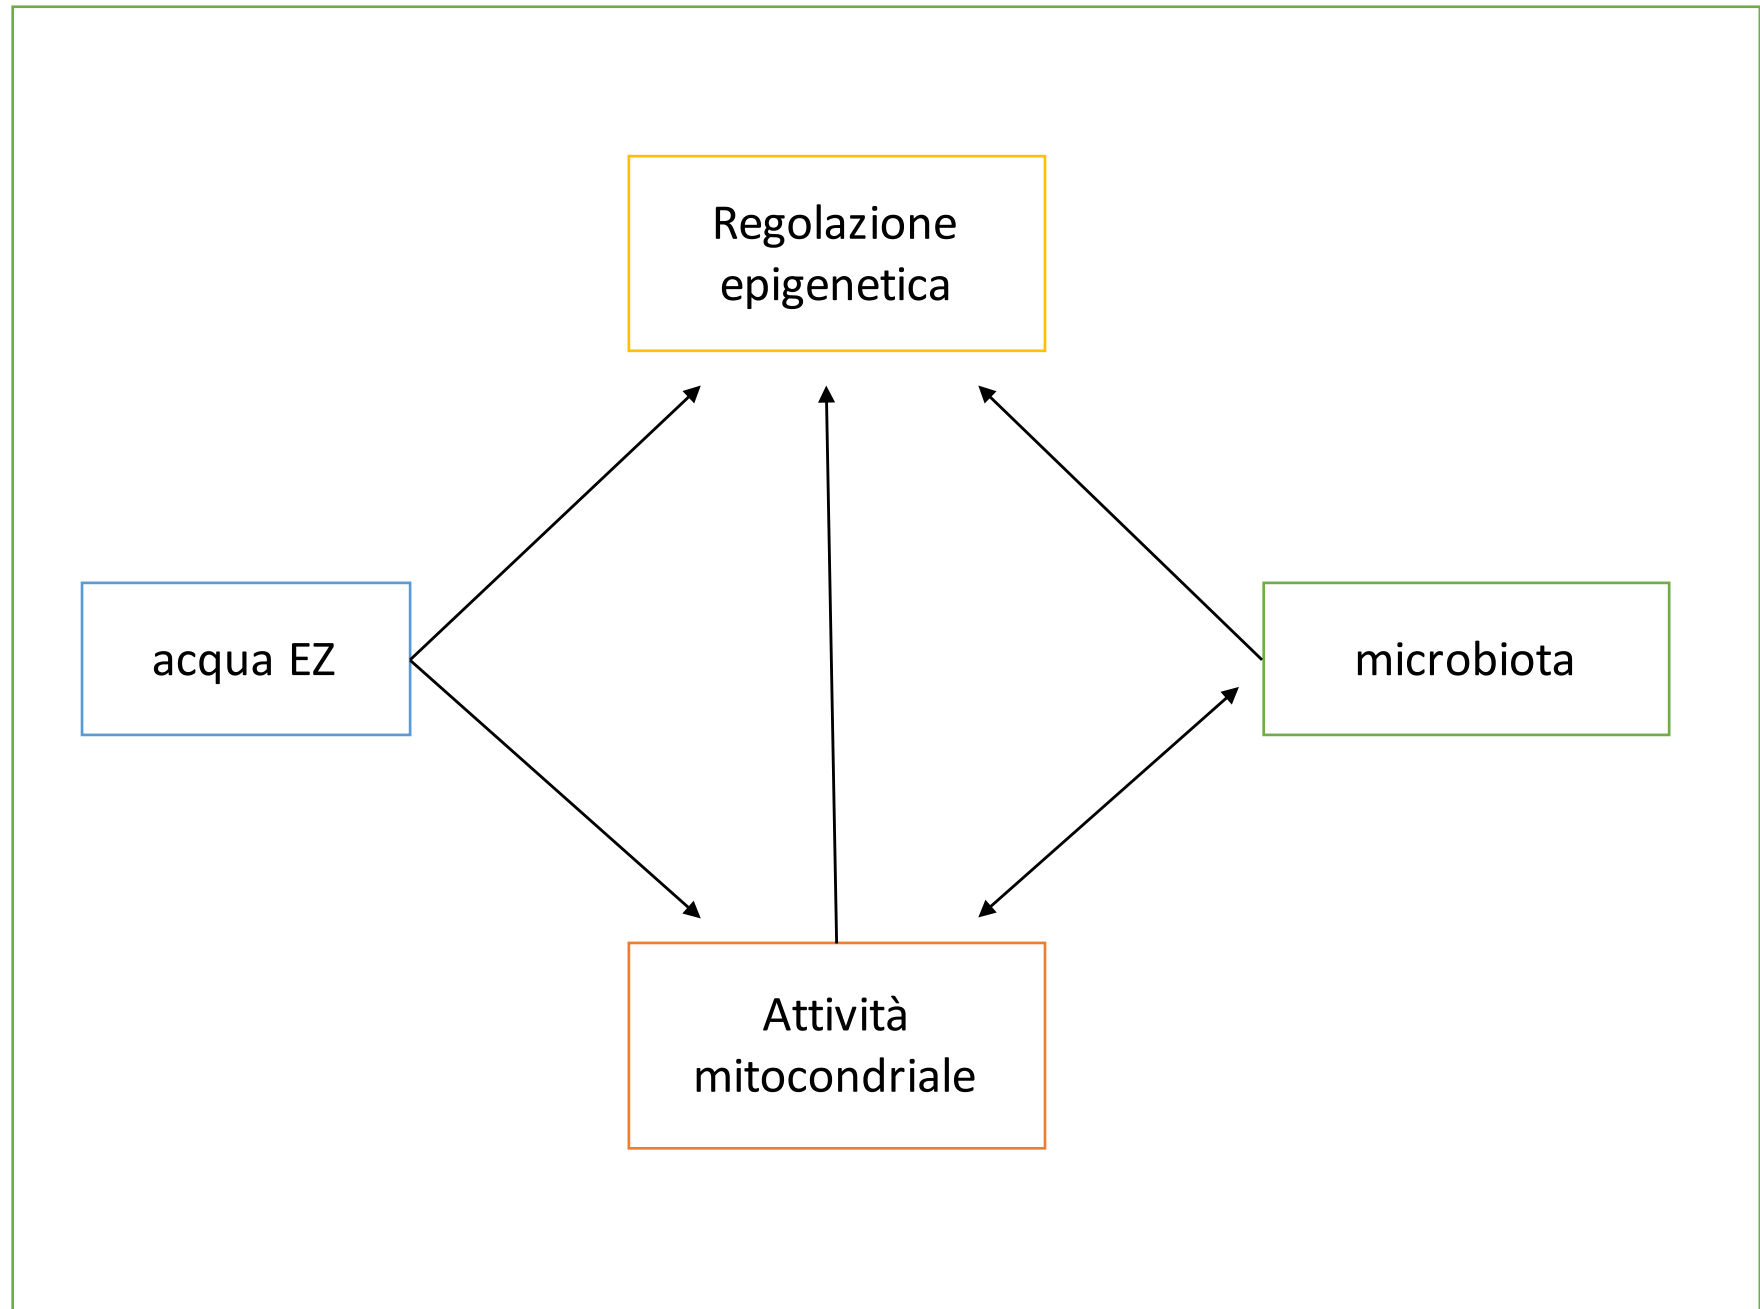 Regolazione
epigenetica
acqua EZ
microbiota
Attività
mitocondriale